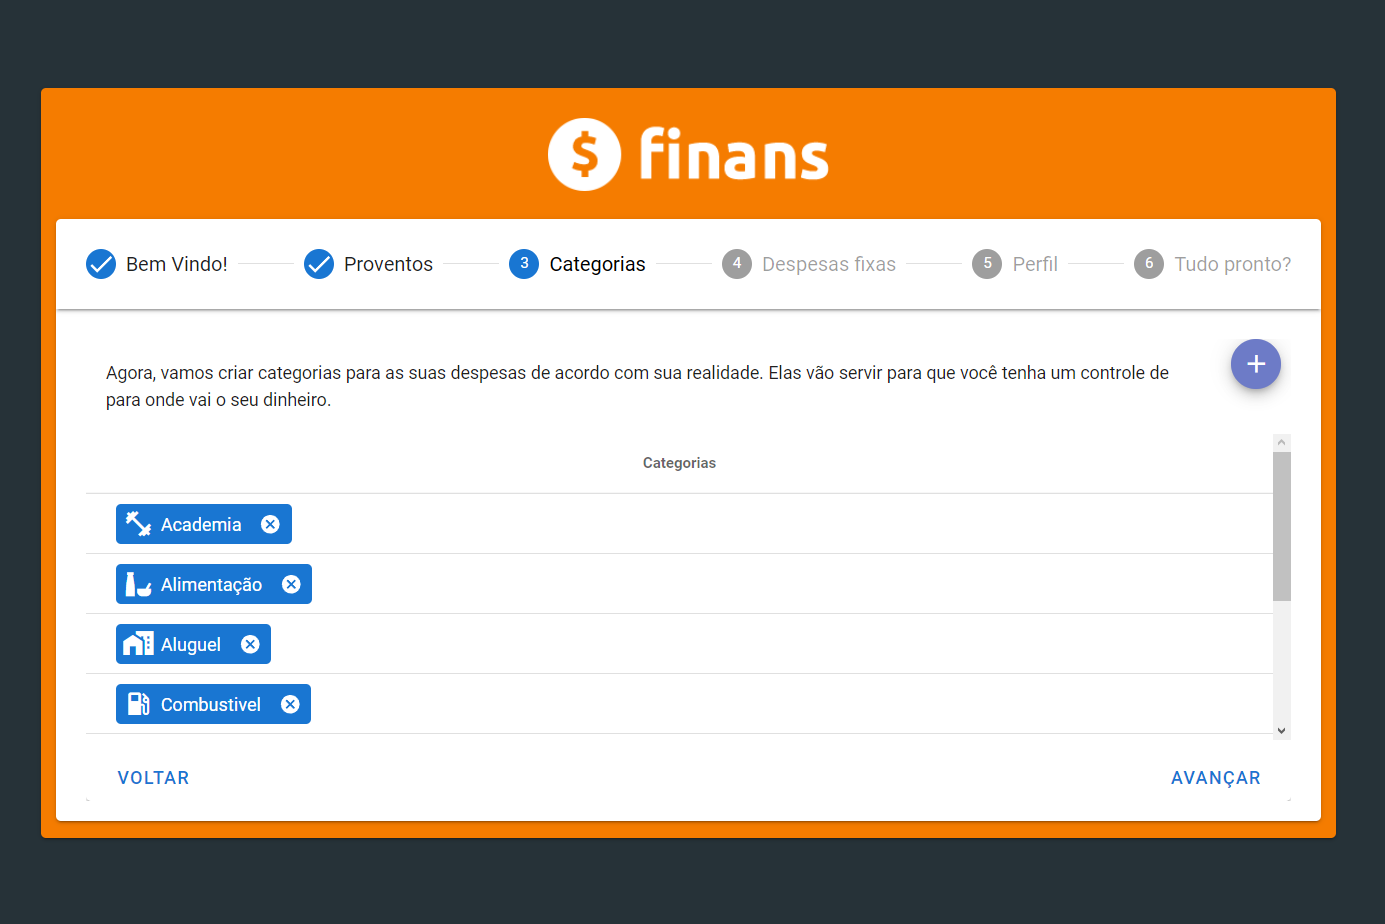 $ finans
Bem Vindo!
Proventos
3 Categorias
4 Despesas fixas
5 Perfil
6 Tudo pronto?
Agora, vamos criar categorias para as suas despesas de acordo com sua realidade. Elas vão servir para que você tenha um controle de
para onde vai o seu dinheiro.
+
Categorias
Academia
Alimentação
Aluguel
Combustivel
VOLTAR
AVANÇAR